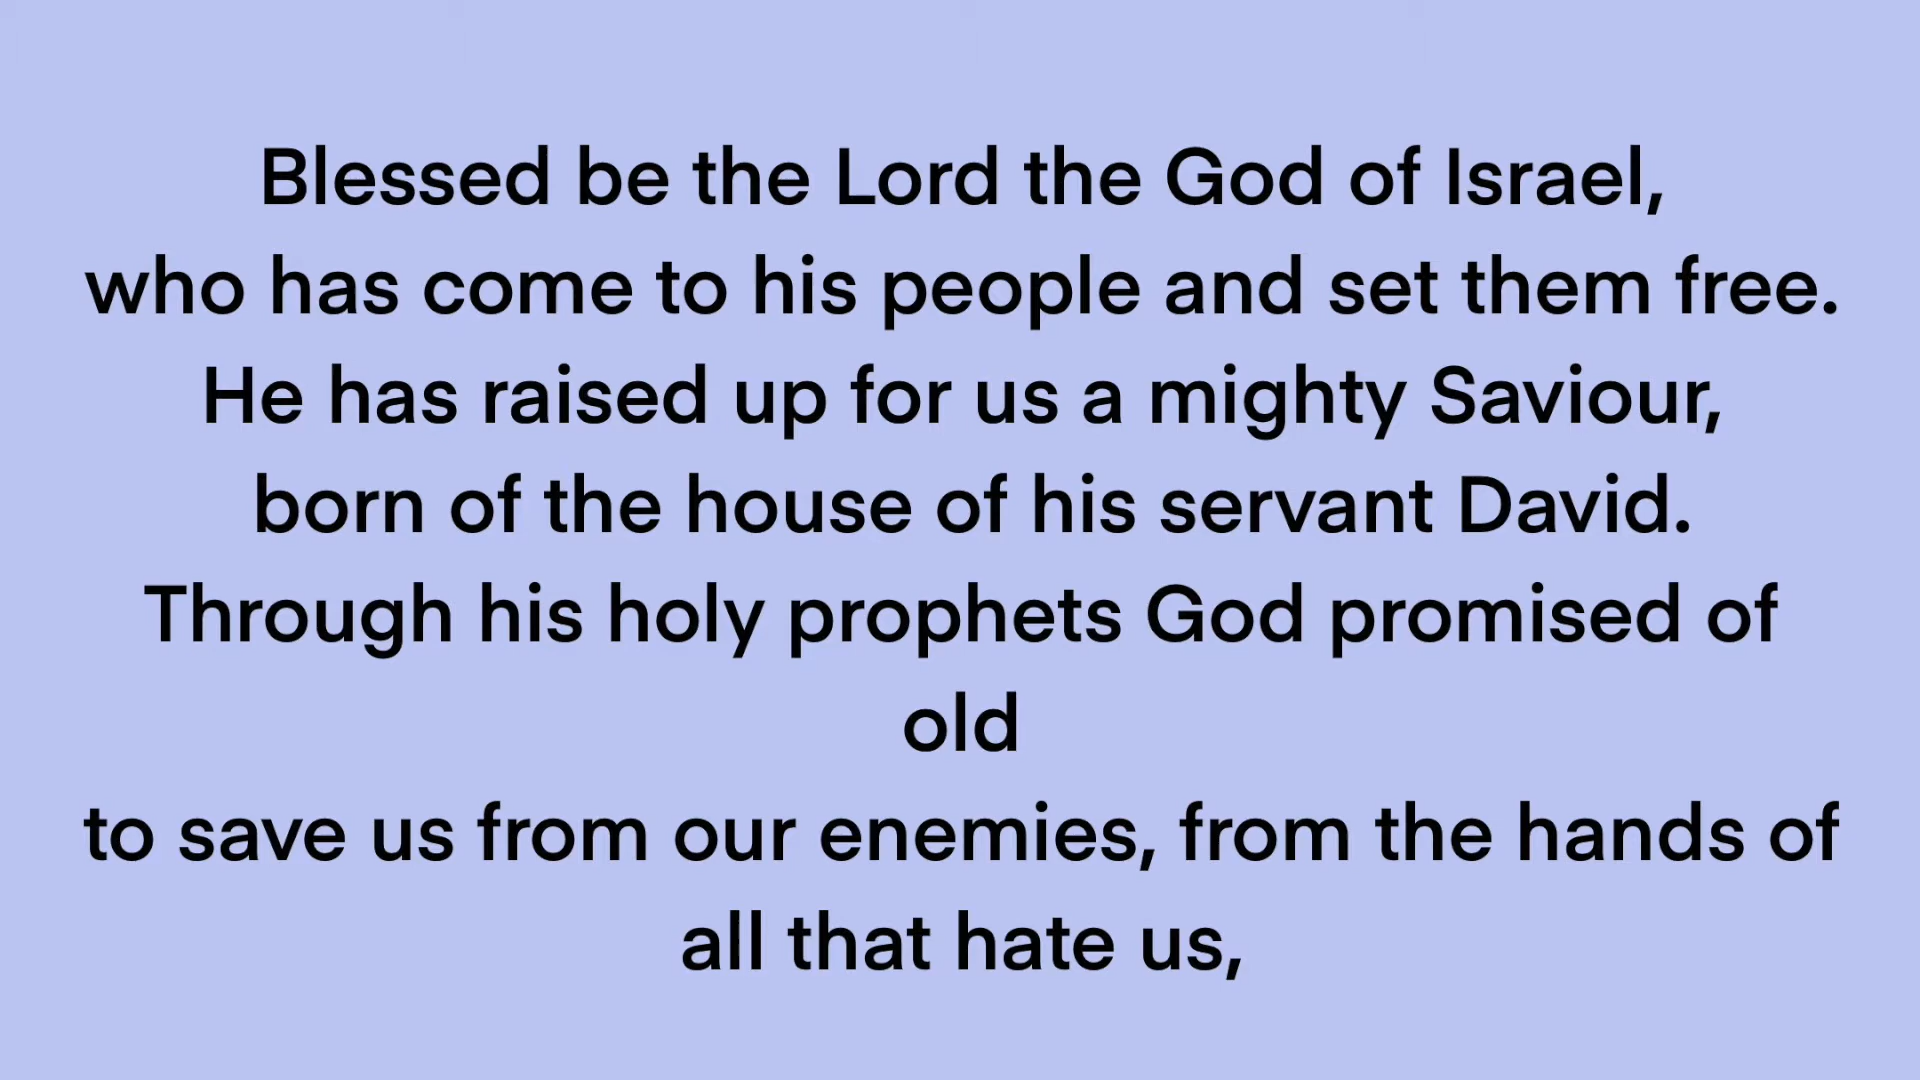 Blessed be the Lord the God of Israel,
who has come to his people and set them free.
He has raised up for us a mighty Saviour,
born of the house of his servant David.
Through his holy prophets God promised of
old
to save us from our enemies, from the hands of
all that hate us,